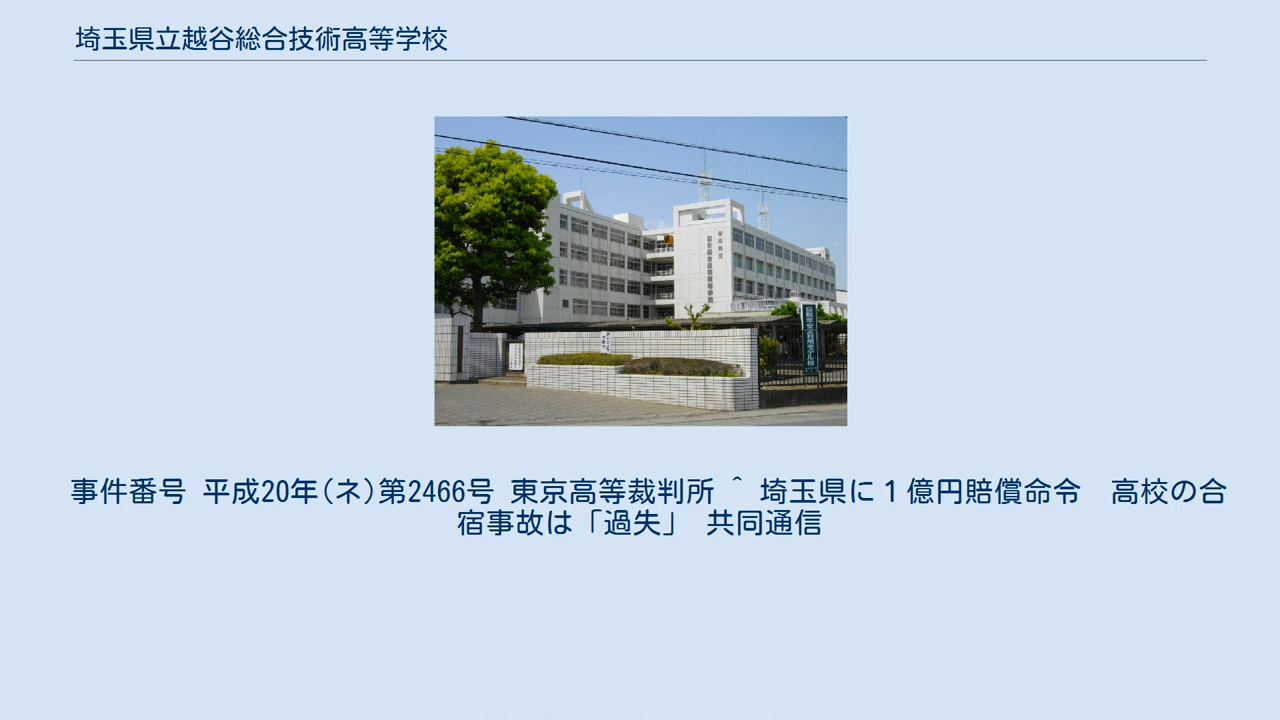 埼玉県立越谷総合技術高等学校
事件番号 平成20年(ネ)第2466号 東京高等裁判所 ^ 埼玉県に１億円賠償命令　高校の合
宿事故は「過失」 共同通信